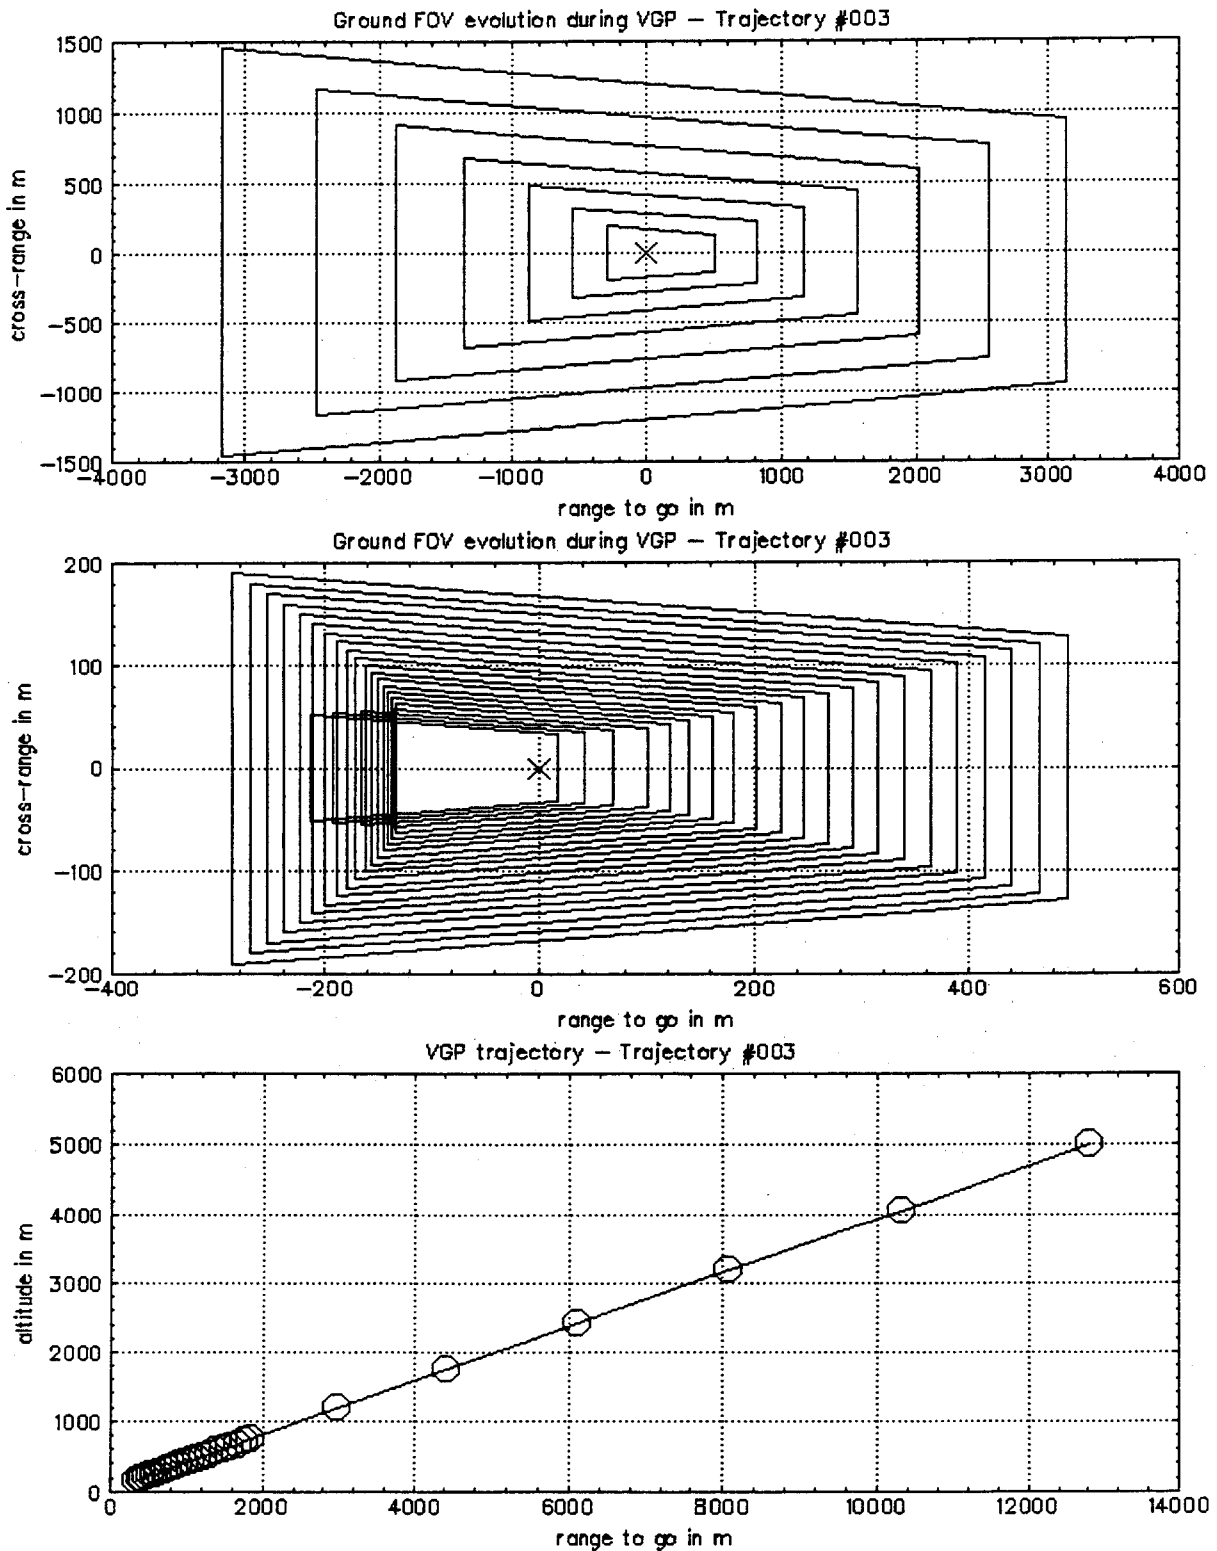 Ground FOV evolution during VGP – Trajectory #003
1500
1000
500
0
−500
−1000
−1500
cross–range in m
−4000 −3000 −2000 −1000 0 1000 2000 3000 4000
range to go in m
Ground FOV evolution during VGP – Trajectory #003
200
100
0
−100
−200
cross–range in m
−400 −200 0 200 400 600
range to go in m
VGP trajectory – Trajectory #003
6000
5000
4000
3000
2000
1000
0
altitude in m
0 2000 4000 6000 8000 10000 12000 14000
range to go in m